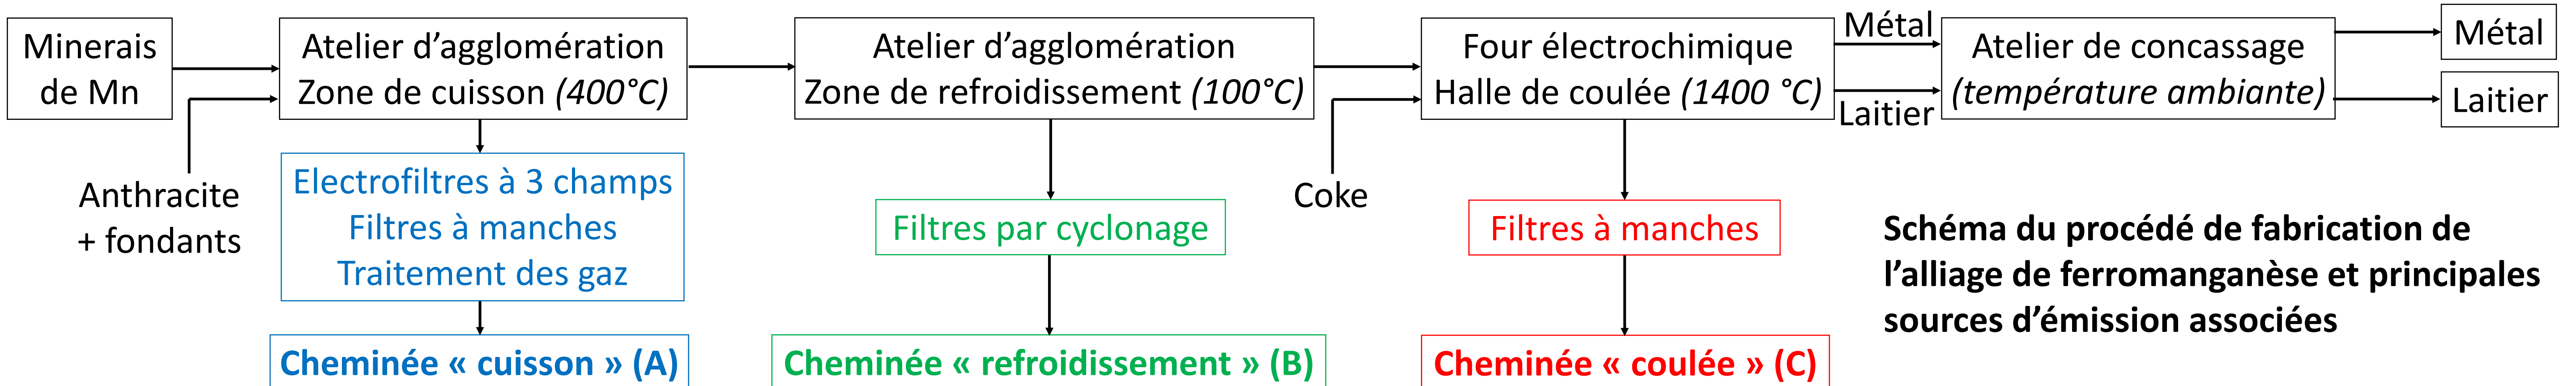 Minerais
de Mn
Anthracite
+ fondants
Atelier d’agglomération
Zone de cuisson (400°C)
Electrofiltres à 3 champs
Filtres à manches
Traitement des gaz
Cheminée « cuisson » (A)
Atelier d’agglomération
Zone de refroidissement (100°C)
Filtres par cyclonage
Cheminée « refroidissement » (B)
Coke
Four électrochimique
Halle de coulée (1400 °C)
Filtres à manches
Cheminée « coulée » (C)
Métal
Laitier
Atelier de concassage
(température ambiante)
Métal
Laitier
Schéma du procédé de fabrication de
l’alliage de ferromanganèse et principales
sources d’émission associées